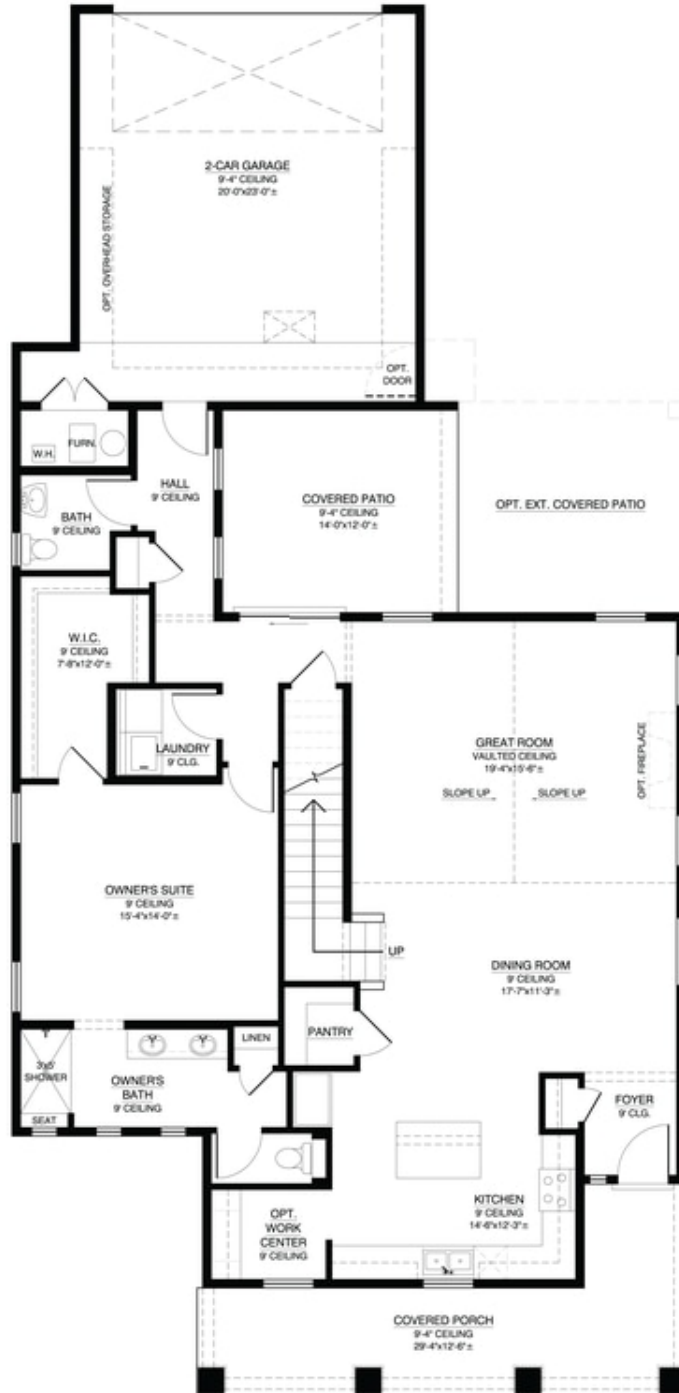 2-CAR GARAGE
9'-4" CEILING
20'-0"x23'-0"±
OPT. OVERHEAD STORAGE
OPT.
DOOR
W.H.
FURN.
HALL
9' CEILING
BATH
9' CEILING
COVERED PATIO
9'-4" CEILING
14'-0"x12'-0"±
OPT. EXT. COVERED PATIO
W.I.C.
9' CEILING
7'-8"x12'-0"±
LAUNDRY
9' CLG.
GREAT ROOM
VAULTED CEILING
19'-4"x15'-6"±
SLOPE UP
SLOPE UP
OPT. FIREPLACE
OWNER'S SUITE
9' CEILING
15'-4"x14'-0"±
UP
DINING ROOM
9' CEILING
17'-7"x11'-3"±
PANTRY
LINEN
3'x5'
SHOWER
SEAT
OWNER'S
BATH
9' CEILING
FOYER
9' CLG.
KITCHEN
9' CEILING
14'-6"x12'-3"±
OPT.
WORK
CENTER
9' CEILING
COVERED PORCH
9'-4" CEILING
29'-4"x12'-6"±